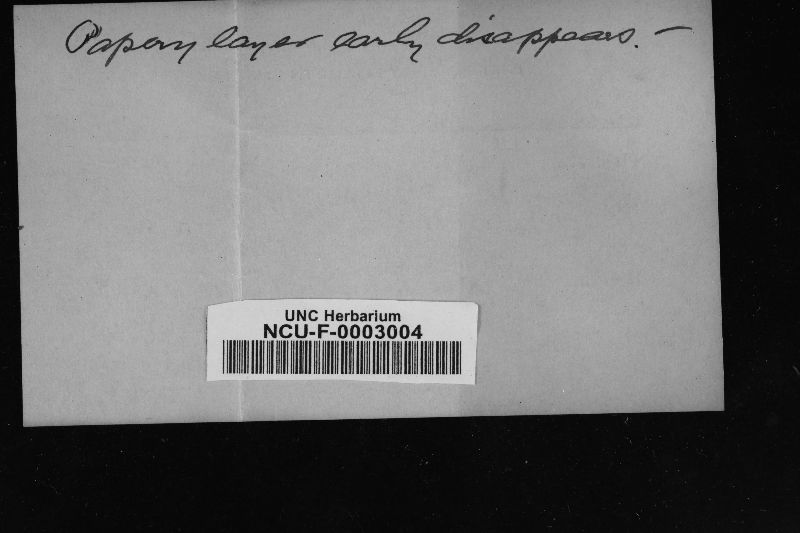 Papery layer early disappears. —
UNC Herbarium
NCU-F-0003004